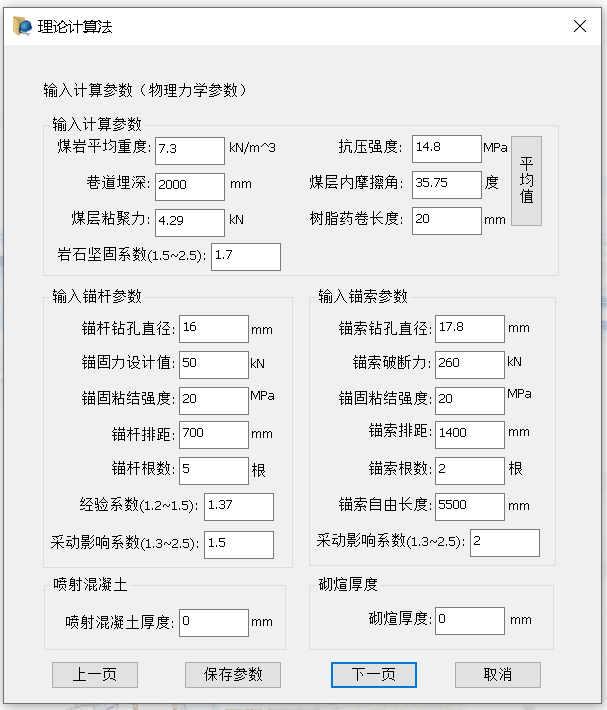 理论计算法
输入计算参数（物理力学参数）
输入计算参数
煤岩平均重度: 7.3 kN/m^3
抗压强度: 14.8 MPa
巷道埋深: 2000 mm
煤层内摩擦角: 35.75 度
煤层粘聚力: 4.29 kN
树脂药卷长度: 20 mm
平均值
岩石坚固系数(1.5~2.5): 1.7
输入锚杆参数
锚杆钻孔直径: 16 mm
锚固力设计值: 50 kN
锚固粘结强度: 20 MPa
锚杆排距: 700 mm
锚杆根数: 5 根
经验系数(1.2~1.5): 1.37
采动影响系数(1.3~2.5): 1.5
输入锚索参数
锚索钻孔直径: 17.8 mm
锚索破断力: 260 kN
锚固粘结强度: 20 MPa
锚索排距: 1400 mm
锚索根数: 2 根
锚索自由长度: 5500 mm
采动影响系数(1.3~2.5): 2
喷射混凝土
喷射混凝土厚度: 0 mm
砌煊厚度
砌煊厚度: 0 mm
上一页 保存参数 下一页 取消